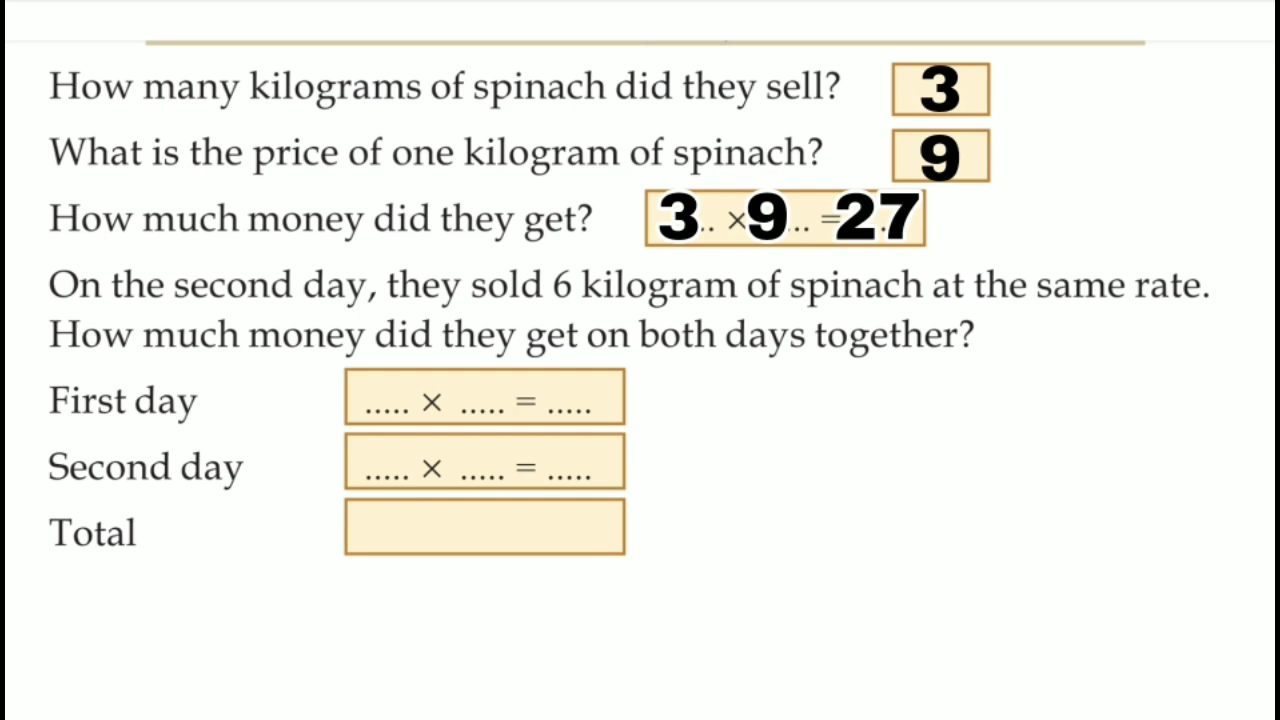 How many kilograms of spinach did they sell? 3
What is the price of one kilogram of spinach? 9
How much money did they get? 3.. ×9... =27
On the second day, they sold 6 kilogram of spinach at the same rate.
How much money did they get on both days together?
First day ..... × ..... = .....
Second day ..... × ..... = .....
Total